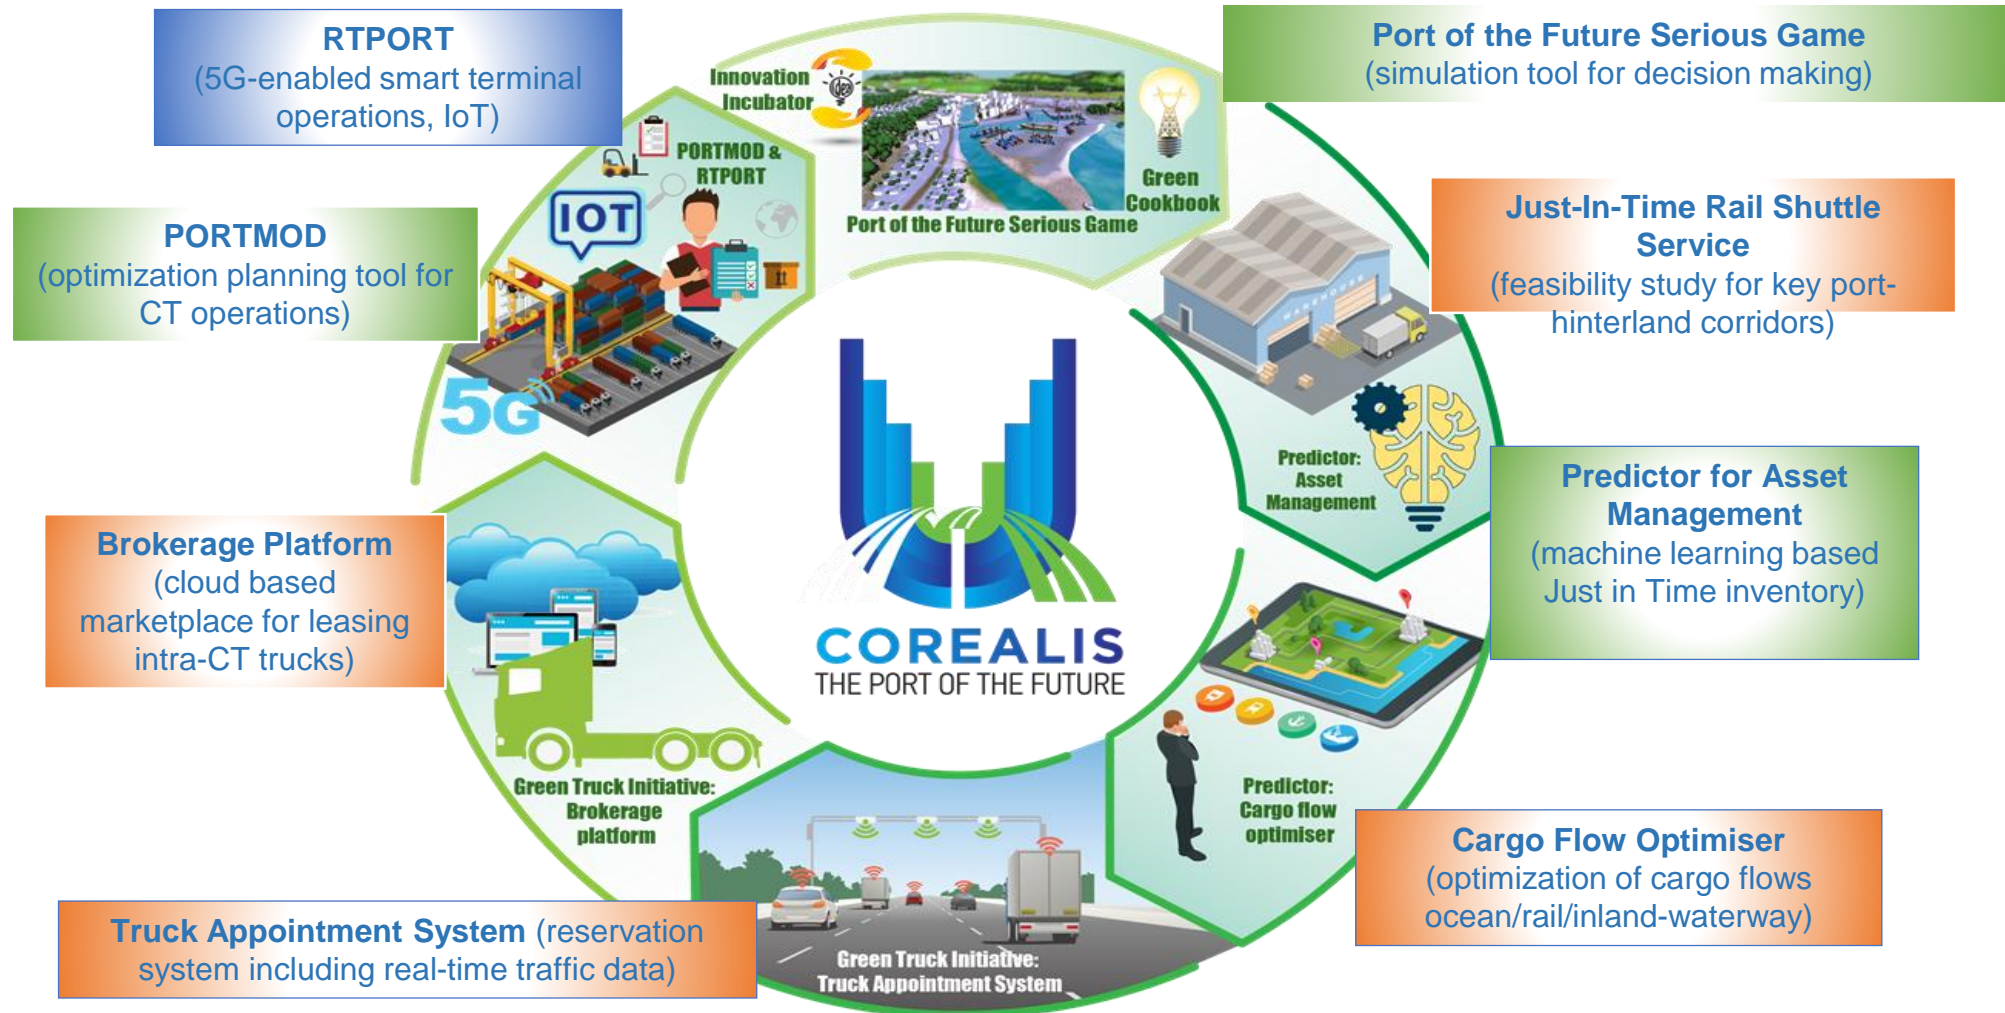 RTPORT
(5G-enabled smart terminal
operations, IoT)
Port of the Future Serious Game
(simulation tool for decision making)
Innovation
Incubator
Idea
Green
Cookbook
Port of the Future Serious Game
PORTMOD &
RTPORT
IOT
5G
PORTMOD
(optimization planning tool for
CT operations)
Just-In-Time Rail Shuttle
Service
(feasibility study for key port-
hinterland corridors)
WAREHOUSE
Predictor:
Asset
Management
Predictor for Asset
Management
(machine learning based
Just in Time inventory)
Brokerage Platform
(cloud based
marketplace for leasing
intra-CT trucks)
COREALIS
THE PORT OF THE FUTURE
Green Truck Initiative:
Brokerage
platform
Predictor:
Cargo flow
optimiser
Cargo Flow Optimiser
(optimization of cargo flows
ocean/rail/inland-waterway)
Truck Appointment System (reservation
system including real-time traffic data)
Green Truck Initiative:
Truck Appointment System